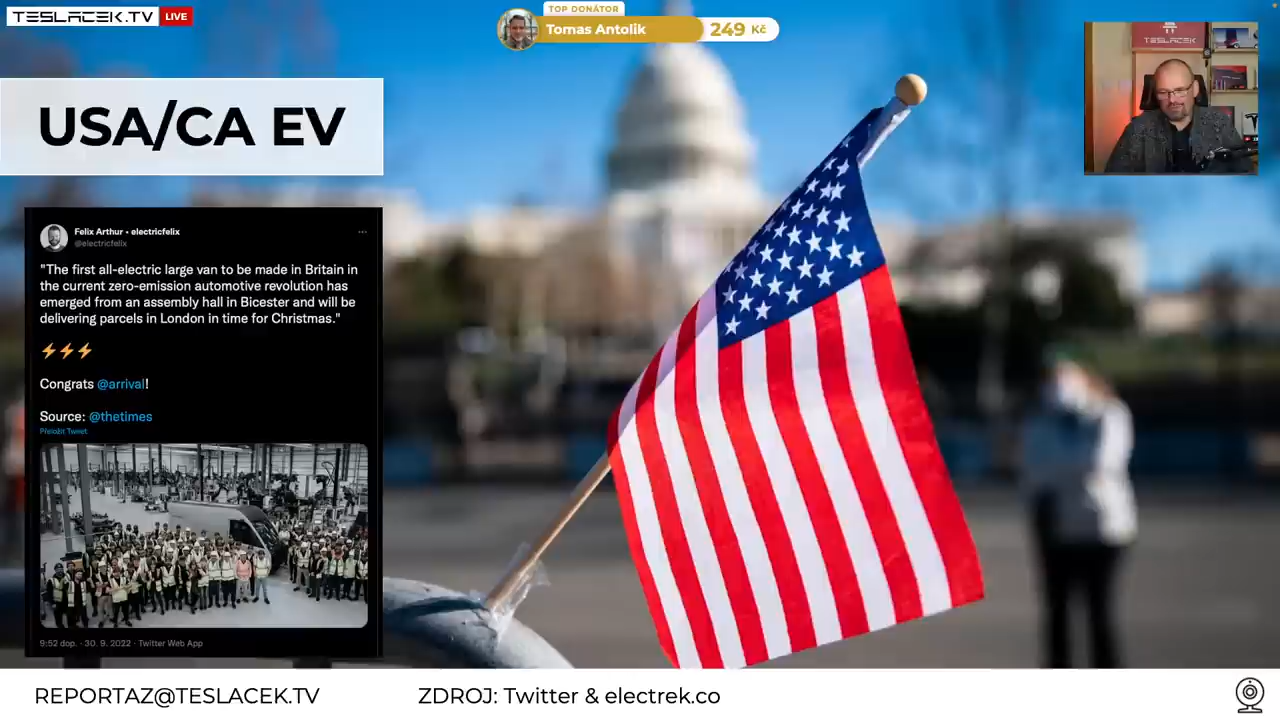 TESLACEK.TV LIVE
TOP DONÁTOR
Tomas Antolik 249 Kč
TESLACEK
USA/CA EV
Felix Arthur • electricfelix
@electricfelix
"The first all-electric large van to be made in Britain in
the current zero-emission automotive revolution has
emerged from an assembly hall in Bicester and will be
delivering parcels in London in time for Christmas."
⚡⚡⚡
Congrats @arrival!
Source: @thetimes
Přeložit Tweet
9:52 dop. · 30. 9. 2022 · Twitter Web App
REPORTAZ@TESLACEK.TV
ZDROJ: Twitter & electrek.co